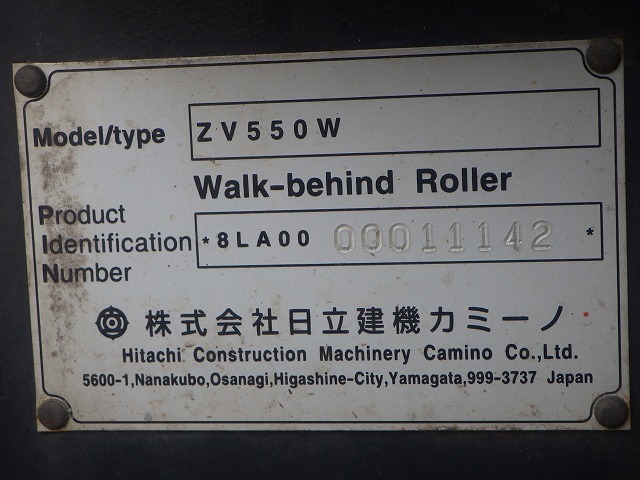 Model/type ZV550W
Walk-behind Roller
Product
Identification
Number
*8LA00 00011142 *
株式会社日立建機カミーノ
Hitachi Construction Machinery Camino Co.,Ltd.
5600-1,Nanakubo,Osanagi,Higashine-City,Yamagata,999-3737 Japan